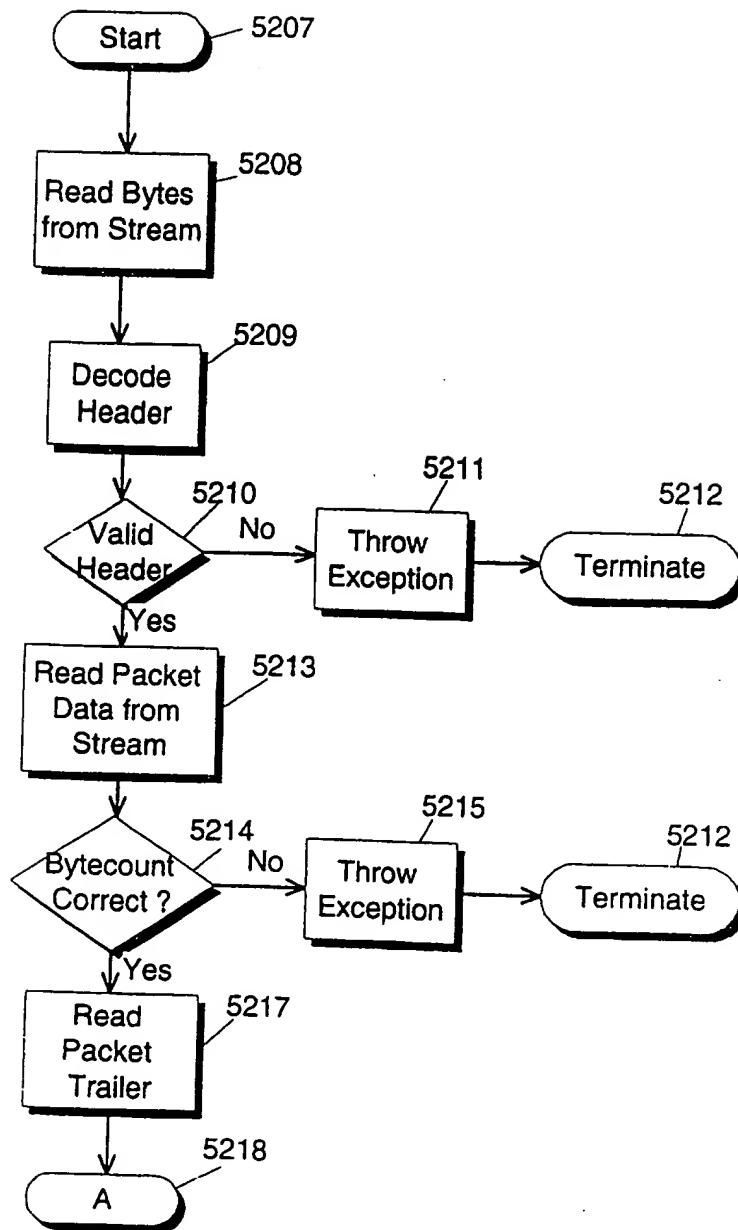 Start
5207
Read Bytes
from Stream
5208
Decode
Header
5209
Valid
Header
5210
No
Throw
Exception
5211
Terminate
5212
Yes
Read Packet
Data from
Stream
5213
Bytecount
Correct ?
5214
No
Throw
Exception
5215
Terminate
5212
Yes
Read
Packet
Trailer
5217
A
5218